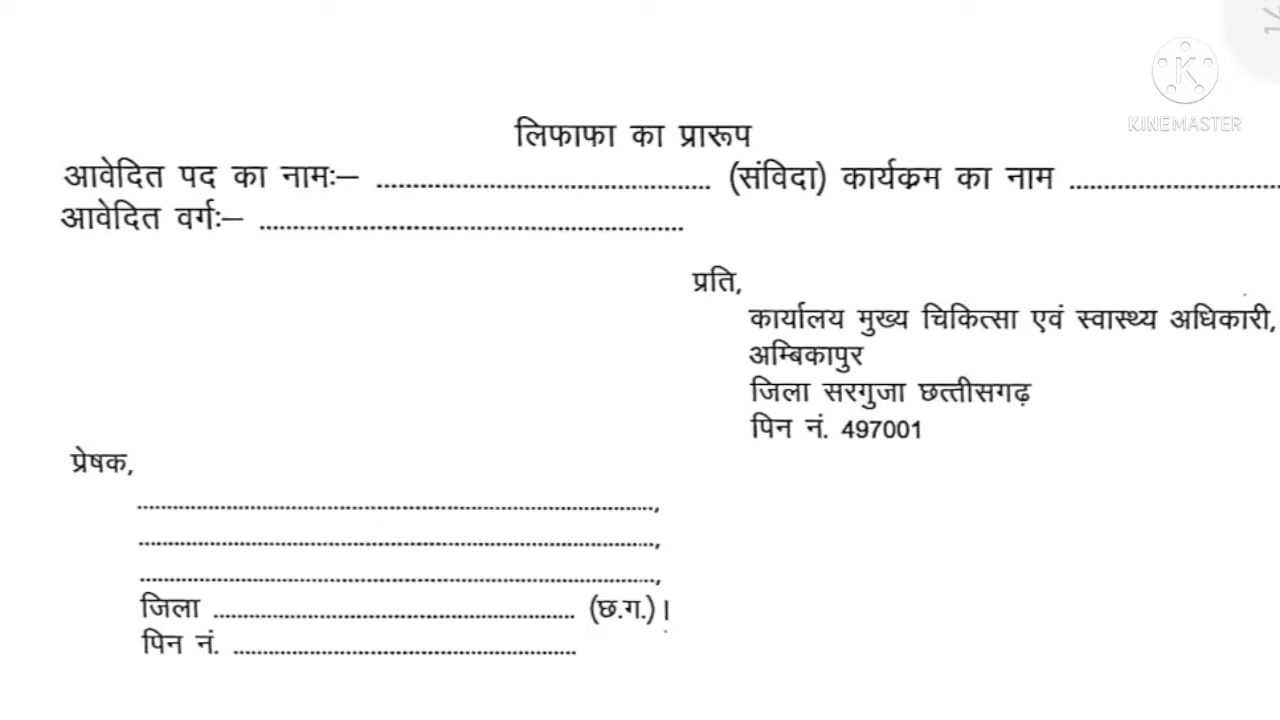 KINEMASTER
लिफाफा का प्रारूप
आवेदित पद का नामः– ........................................ (संविदा) कार्यक्रम का नाम ..........................
आवेदित वर्गः– ..................................................
प्रति,
कार्यालय मुख्य चिकित्सा एवं स्वास्थ्य अधिकारी,
अम्बिकापुर
जिला सरगुजा छत्तीसगढ़
पिन नं. 497001
प्रेषक,
..............................................................................,
..............................................................................,
..............................................................................,
जिला ...................................................... (छ.ग.)।
पिन नं. ....................................................